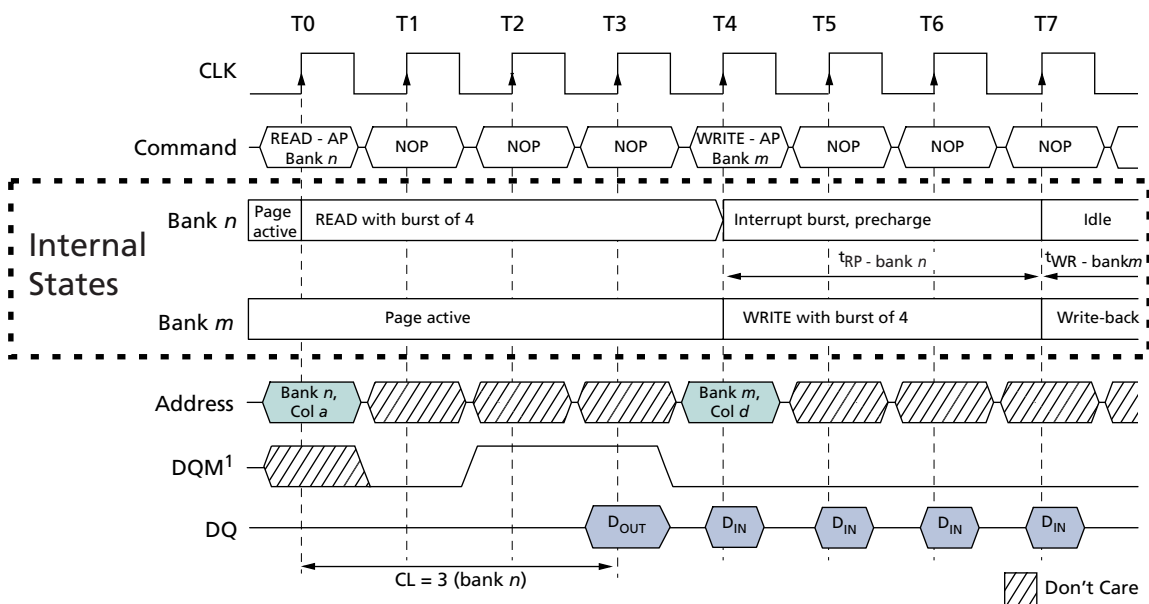 T0 T1 T2 T3 T4 T5 T6 T7
CLK
Command
READ - AP
Bank n
NOP
NOP
NOP
WRITE - AP
Bank m
NOP
NOP
NOP
Internal
States
Bank n
Page
active
READ with burst of 4
Interrupt burst, precharge
Idle
tRP - bank n
tWR - bank m
Bank m
Page active
WRITE with burst of 4
Write-back
Address
Bank n,
Col a
Bank m,
Col d
DQM1
DQ
DOUT
DIN
DIN
DIN
DIN
CL = 3 (bank n)
Don't Care